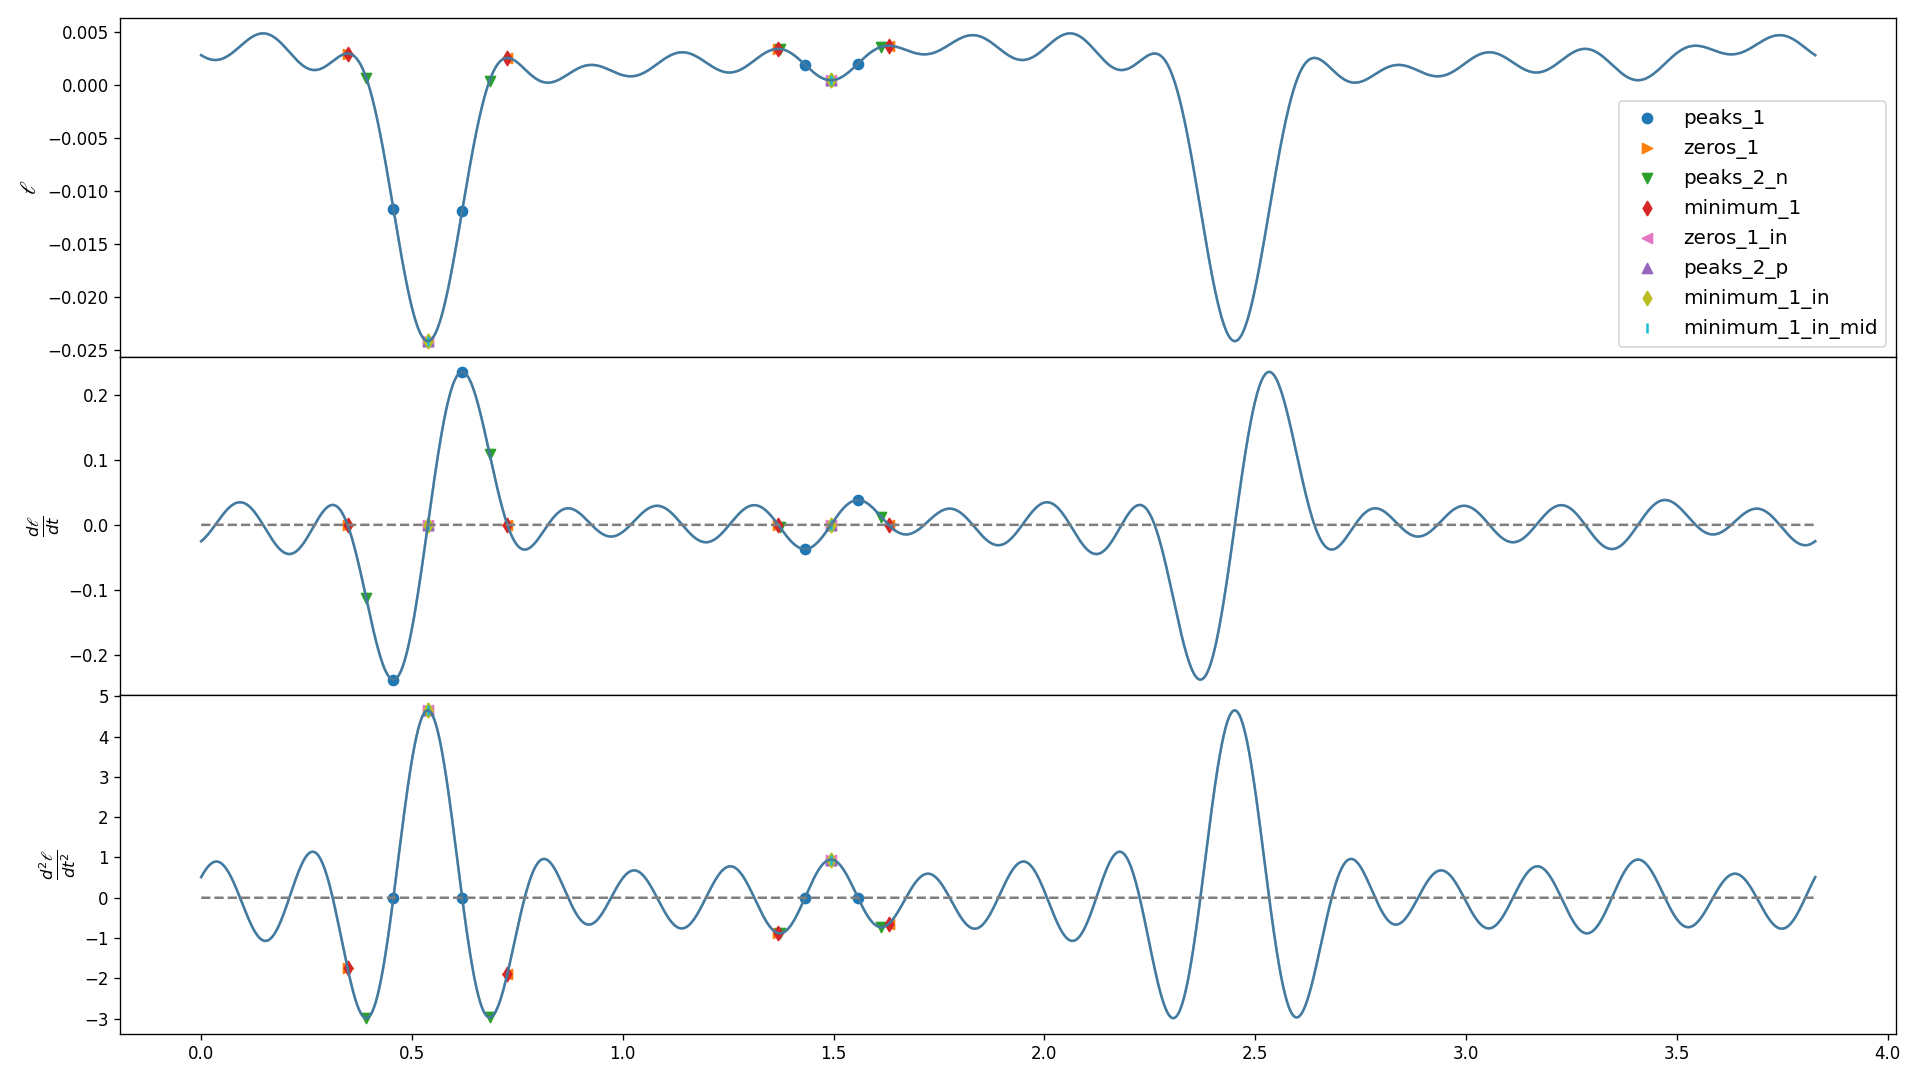 0.005
0.000
−0.005
−0.010
−0.015
−0.020
−0.025
ℓ
peaks_1
zeros_1
peaks_2_n
minimum_1
zeros_1_in
peaks_2_p
minimum_1_in
minimum_1_in_mid
0.2
0.1
0.0
−0.1
−0.2
dℓ/dt
5
4
3
2
1
0
−1
−2
−3
d²ℓ/dt²
0.0 0.5 1.0 1.5 2.0 2.5 3.0 3.5 4.0